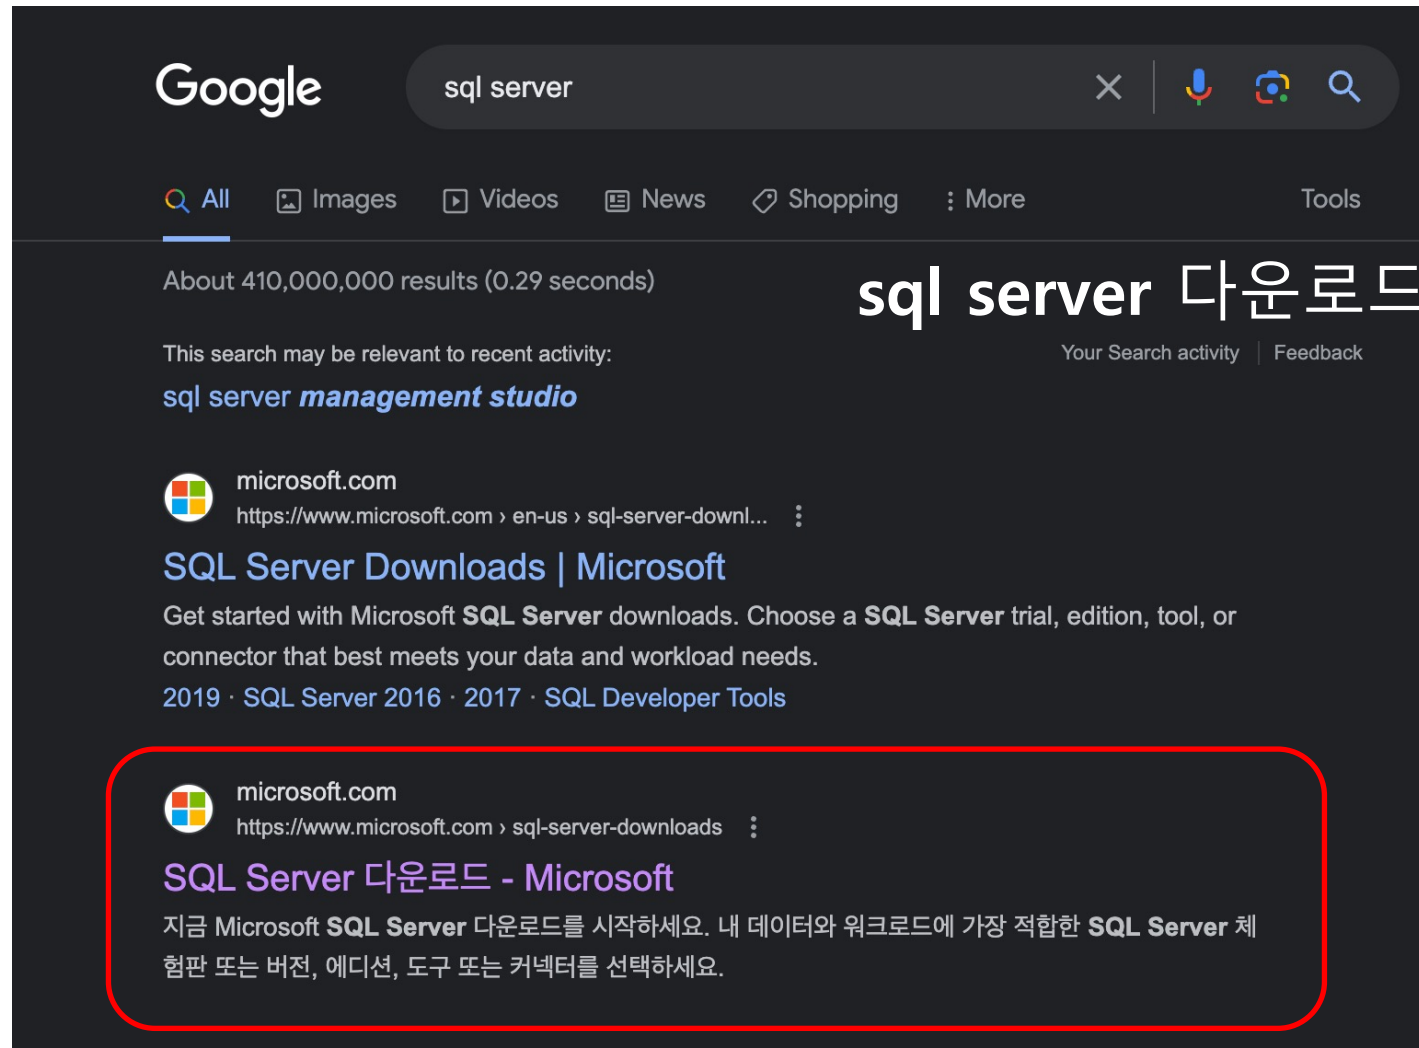 Google
sql server
All Images Videos News Shopping More Tools
About 410,000,000 results (0.29 seconds)
sql server 다운로드
This search may be relevant to recent activity:
Your Search activity Feedback
sql server management studio
microsoft.com
https://www.microsoft.com › en-us › sql-server-downl...
SQL Server Downloads | Microsoft
Get started with Microsoft SQL Server downloads. Choose a SQL Server trial, edition, tool, or
connector that best meets your data and workload needs.
2019 · SQL Server 2016 · 2017 · SQL Developer Tools
microsoft.com
https://www.microsoft.com › sql-server-downloads
SQL Server 다운로드 - Microsoft
지금 Microsoft SQL Server 다운로드를 시작하세요. 내 데이터와 워크로드에 가장 적합한 SQL Server 체
험판 또는 버전, 에디션, 도구 또는 커넥터를 선택하세요.